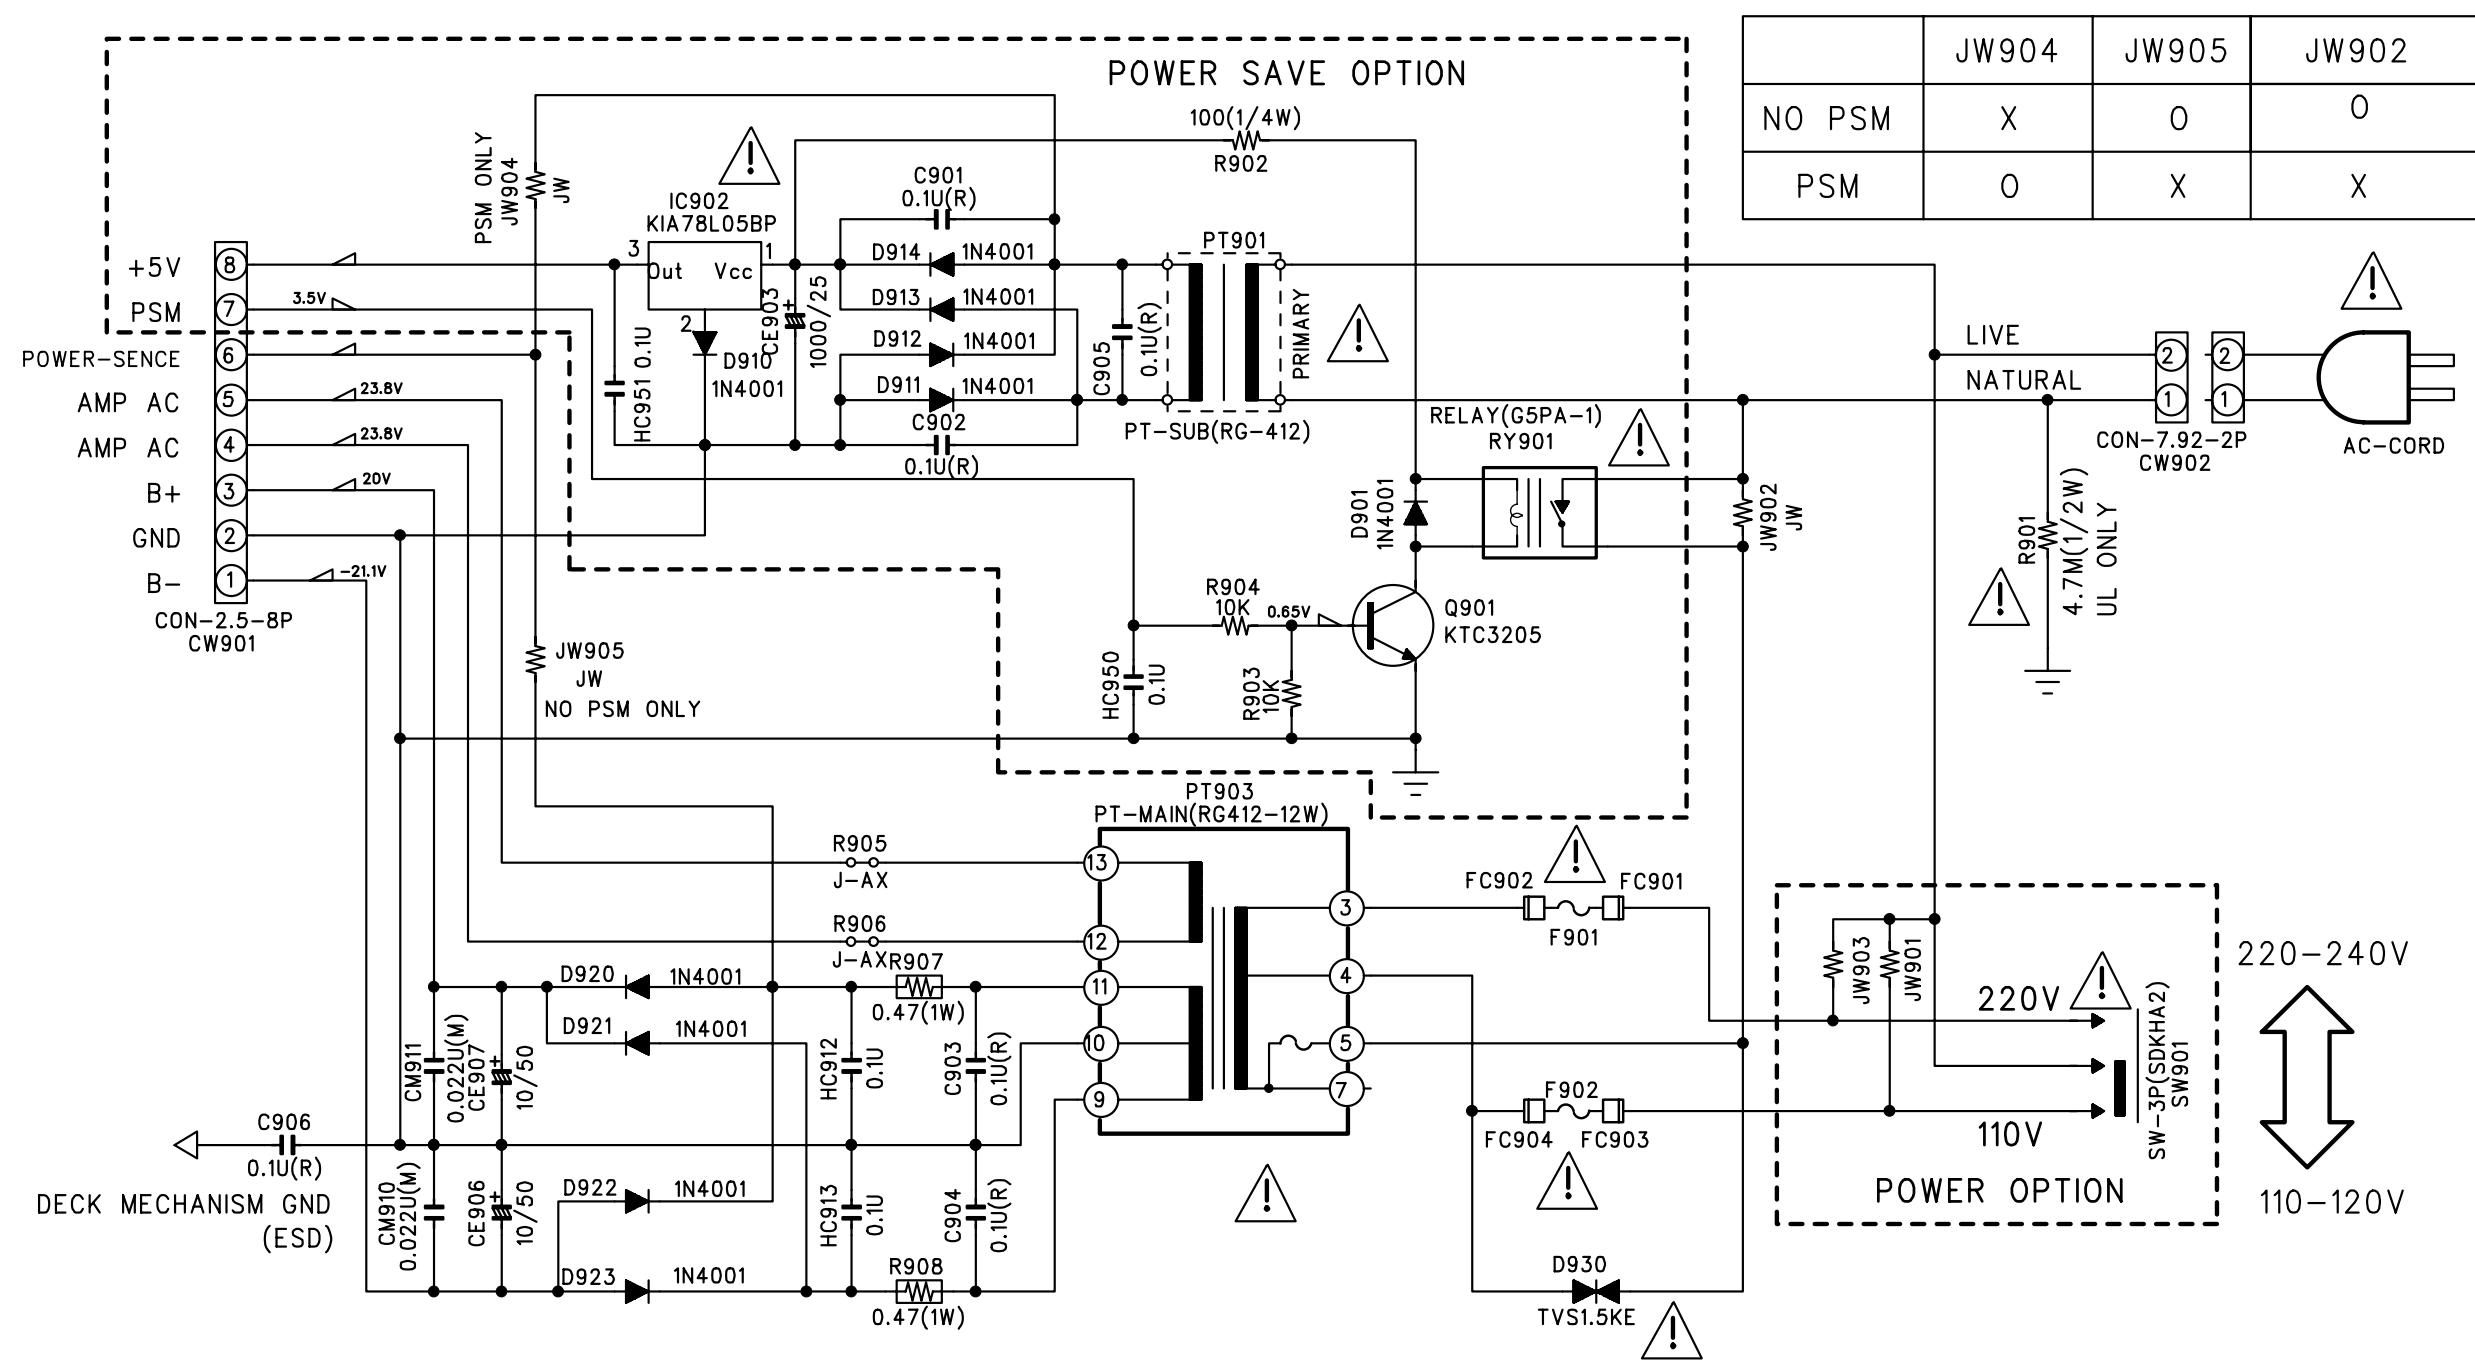 POWER SAVE OPTION
JW904 JW905 JW902
NO PSM X O O
PSM O X X
100(1/4W)
R902
PSM ONLY
JW904
JW
C901
0.1U(R)
IC902
KIA78L05BP
3 1
Out Vcc
2
D914 1N4001
D913 1N4001
D912 1N4001
D911 1N4001
C902
0.1U(R)
CE903
+
1000/25
D910
1N4001
HC951 0.1U
C905
0.1U(R)
PT901
PRIMARY
PT-SUB(RG-412)
+5V 8
PSM 7 3.5V
POWER-SENCE 6
AMP AC 5 23.8V
AMP AC 4 23.8V
B+ 3 20V
GND 2
B- 1 -21.1V
CON-2.5-8P
CW901
LIVE
NATURAL
2 2
1 1
CON-7.92-2P
CW902
AC-CORD
RELAY(G5PA-1)
RY901
D901
1N4001
JW902
JW
R901
4.7M(1/2W)
UL ONLY
R904
10K
0.65V
Q901
KTC3205
HC950
0.1U
R903
10K
JW905
JW
NO PSM ONLY
PT903
PT-MAIN(RG412-12W)
13
12
11
10
9
3
4
5
7
R905
J-AX
R906
J-AX
R907
0.47(1W)
D920 1N4001
D921 1N4001
D922 1N4001
D923 1N4001
CM911
0.022U(M)
CE907
+
10/50
HC912
0.1U
C903
0.1U(R)
C906
0.1U(R)
DECK MECHANISM GND
(ESD)
CM910
0.022U(M)
CE906
+
10/50
HC913
0.1U
C904
0.1U(R)
R908
0.47(1W)
FC902 FC901
F901
F902
FC904 FC903
D930
TVS1.5KE
JW903
JW901
220V
110V
SW-3P(SDKHA2)
SW901
POWER OPTION
220-240V
110-120V